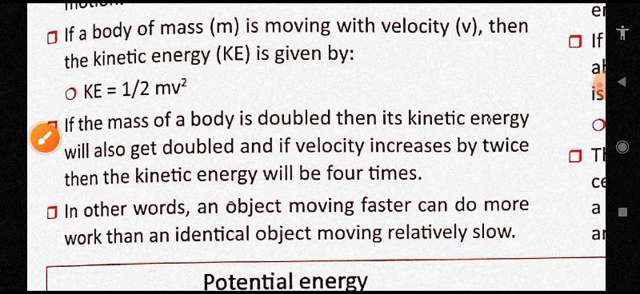 If a body of mass (m) is moving with velocity (v), then
the kinetic energy (KE) is given by:
KE = 1/2 mv²
If the mass of a body is doubled then its kinetic energy
will also get doubled and if velocity increases by twice
then the kinetic energy will be four times.
In other words, an object moving faster can do more
work than an identical object moving relatively slow.
Potential energy
If
is
a